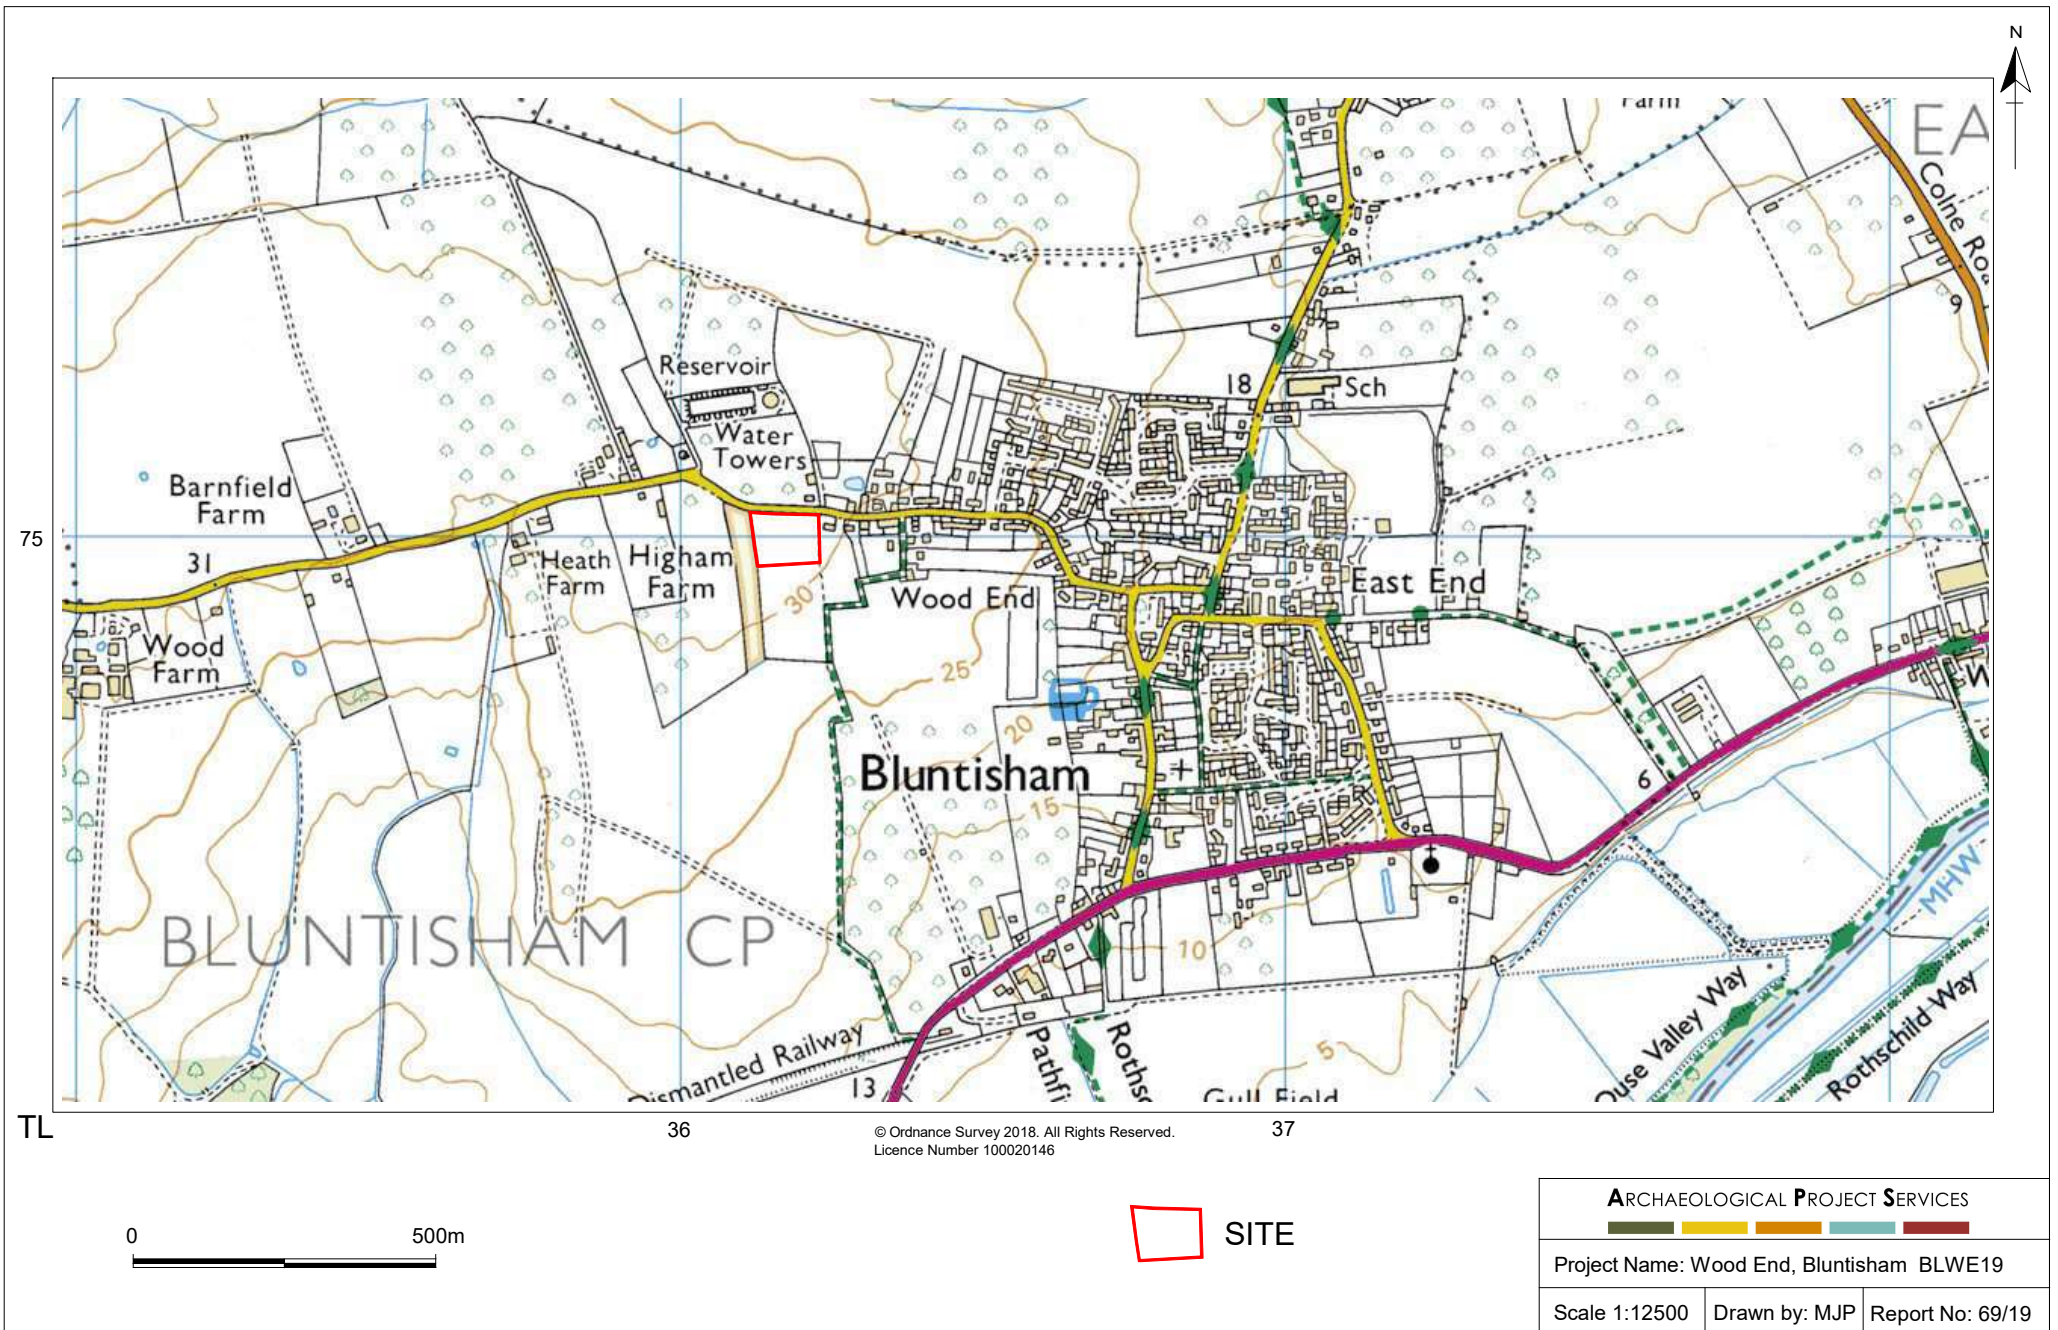 N
Farm
EA
Colne Roa
9
Reservoir
18
Sch
Water
Towers
Barnfield
Farm
75
31
Heath
Farm
Higham
Farm
30
Wood End
East End
Wood
Farm
25
20
W
Bluntisham
6
15
MHW
BLUNTISHAM CP
10
Ouse Valley Way
Rothschild Way
Dismantled Railway
13
Pathfi
Rothsc
5
Gull Field
TL
36
37
© Ordnance Survey 2018. All Rights Reserved.
Licence Number 100020146
0
500m
SITE
ARCHAEOLOGICAL PROJECT SERVICES
Project Name: Wood End, Bluntisham BLWE19
Scale 1:12500
Drawn by: MJP
Report No: 69/19